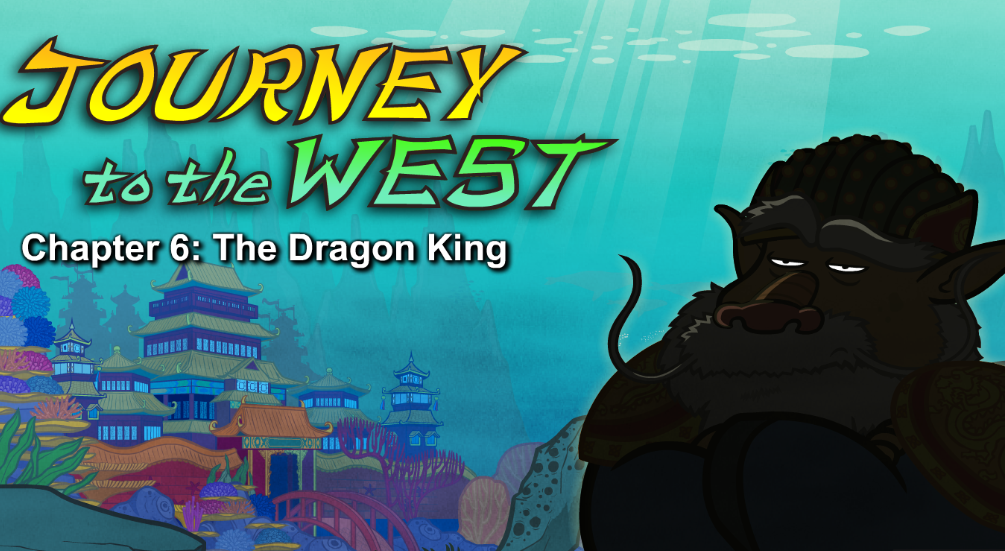 JOURNEY
to the WEST
Chapter 6: The Dragon King